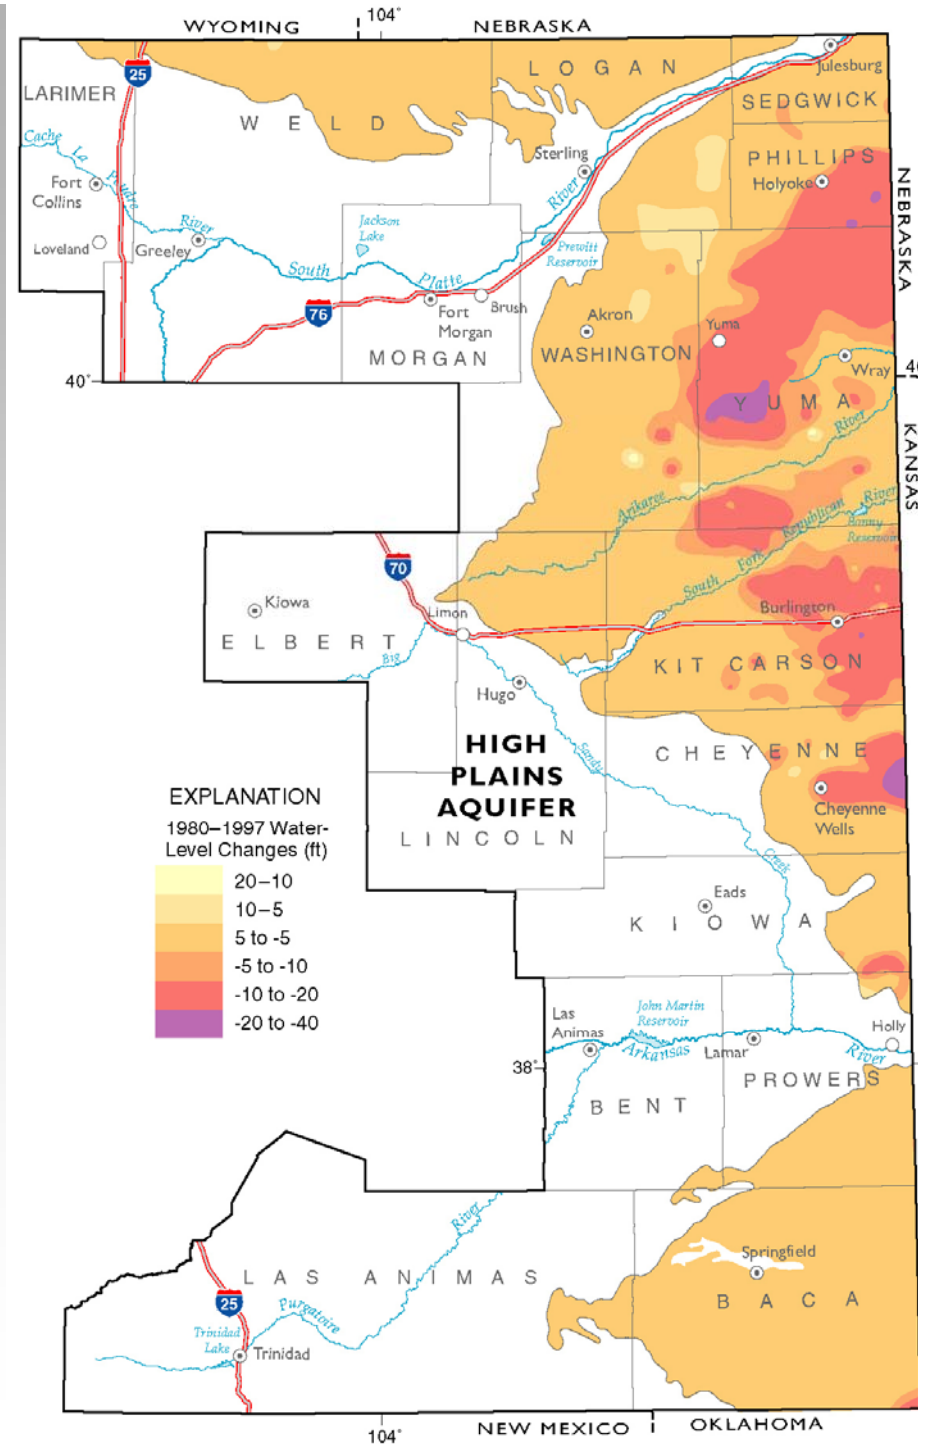 WYOMING
104°
NEBRASKA
25
LARIMER
WELD
LOGAN
Julesburg
SEDGWICK
Cache La Poudre River
Fort
Collins
Sterling
PHILLIPS
Holyoke
NEBRASKA
Loveland
Greeley
Jackson
Lake
River
Prewitt
Reservoir
South Platte
76
Fort
Morgan
Brush
Akron
Yuma
MORGAN
WASHINGTON
Wray
40°
40
YUMA
River
KANSAS
Arikaree
South Fork Republican River
Bonny
Reservoir
70
Kiowa
Limon
Burlington
ELBERT
Big
KIT CARSON
Hugo
HIGH
PLAINS
AQUIFER
Sandy
CHEYENNE
Cheyenne
Wells
LINCOLN
Creek
EXPLANATION
1980–1997 Water-
Level Changes (ft)
20–10
10–5
5 to -5
-5 to -10
-10 to -20
-20 to -40
Eads
KIOWA
Las
Animas
John Martin
Reservoir
Arkansas
Lamar
Holly
River
38°
PROWERS
BENT
River
LAS ANIMAS
Springfield
BACA
25
Purgatoire
Trinidad
Lake
Trinidad
104°
NEW MEXICO
OKLAHOMA